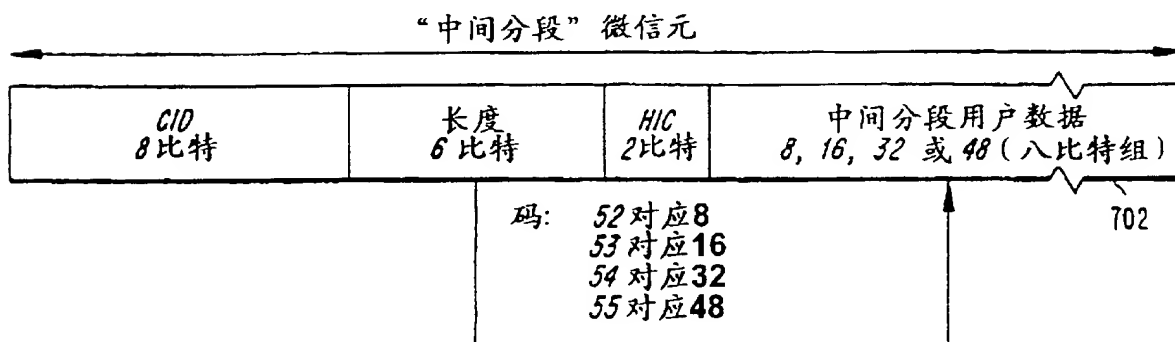 “中间分段”微信元
CID
8比特
长度
6比特
HIC
2比特
中间分段用户数据
8, 16, 32 或 48(八比特组)
702
码: 52对应8
53对应16
54对应32
55对应48